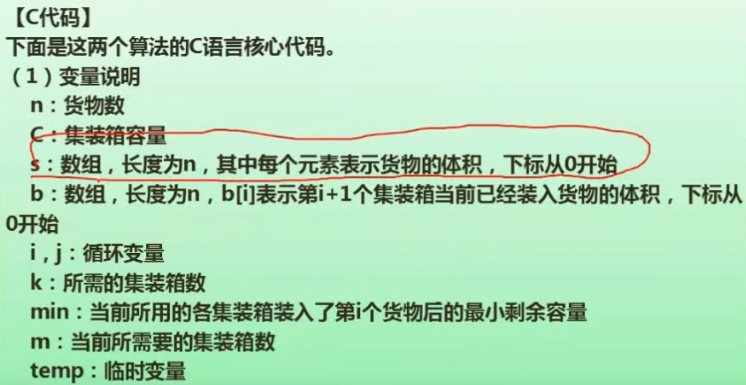 【C代码】
下面是这两个算法的C语言核心代码。
（1）变量说明
n：货物数
C：集装箱容量
s：数组，长度为n，其中每个元素表示货物的体积，下标从0开始
b：数组，长度为n，b[i]表示第i+1个集装箱当前已经装入货物的体积，下标从
0开始
i，j：循环变量
k：所需的集装箱数
min：当前所用的各集装箱装入了第i个货物后的最小剩余容量
m：当前所需要的集装箱数
temp：临时变量